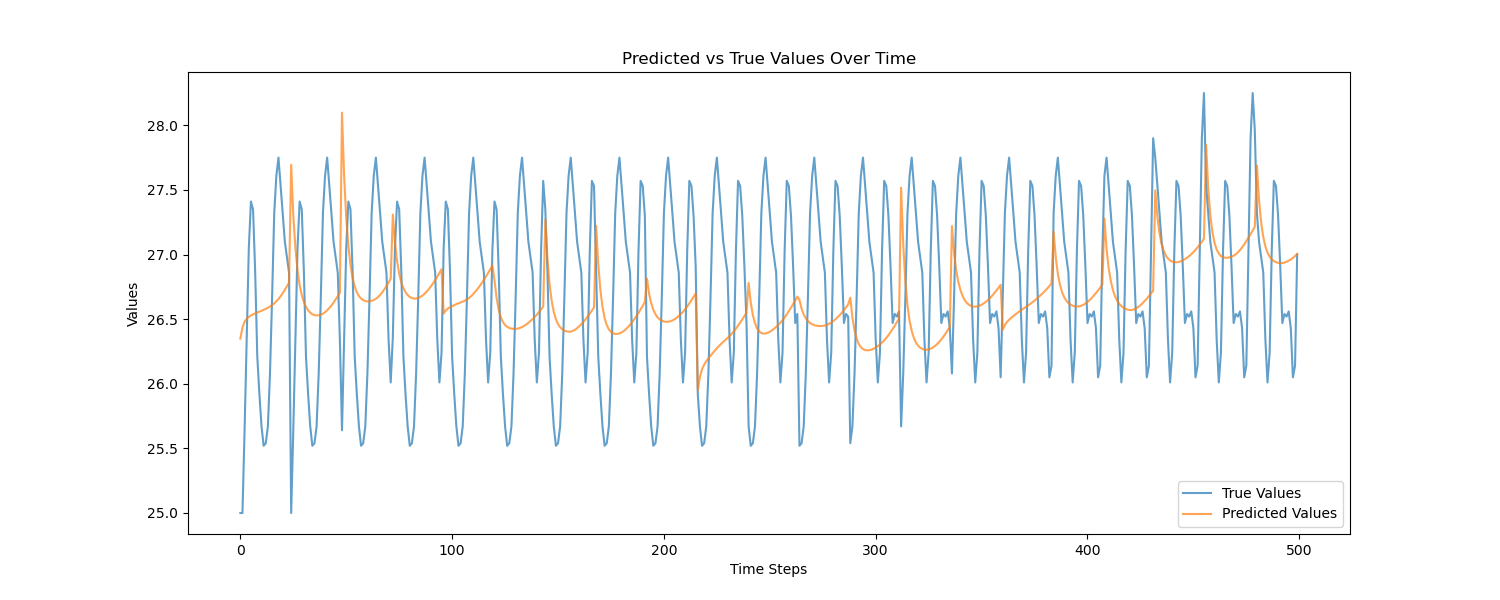 Predicted vs True Values Over Time
Values
28.0
27.5
27.0
26.5
26.0
25.5
25.0
0
100
200
300
400
500
Time Steps
True Values
Predicted Values